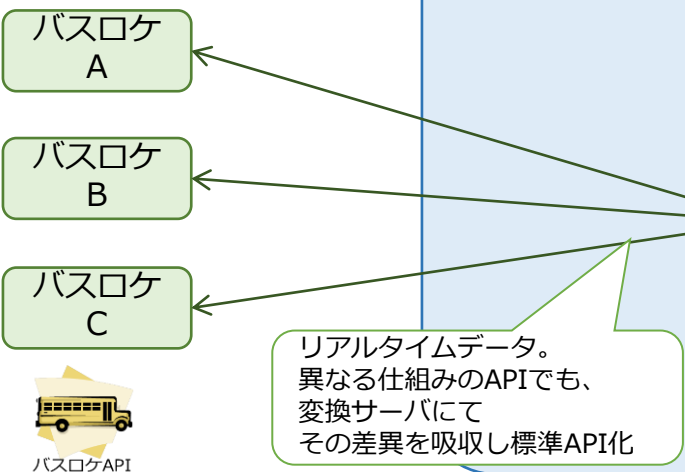 バスロケ
A
バスロケ
B
バスロケ
C
リアルタイムデータ。
異なる仕組みのAPIでも、
変換サーバにて
その差異を吸収し標準API化
バスロケAPI